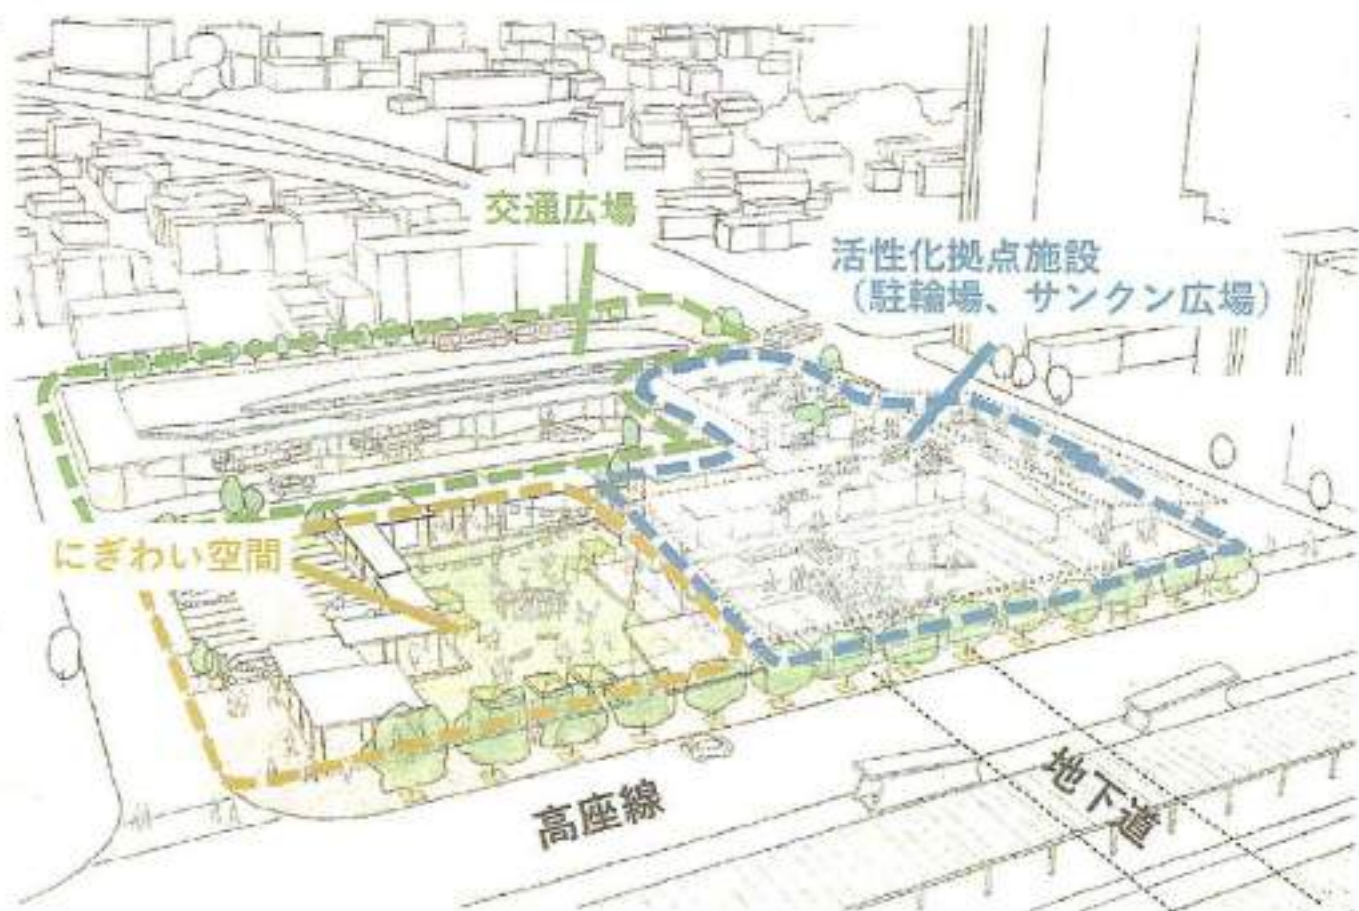 交通広場
活性化拠点施設
（駐輪場、サンクン広場）
にぎわい空間
高座線
地下道